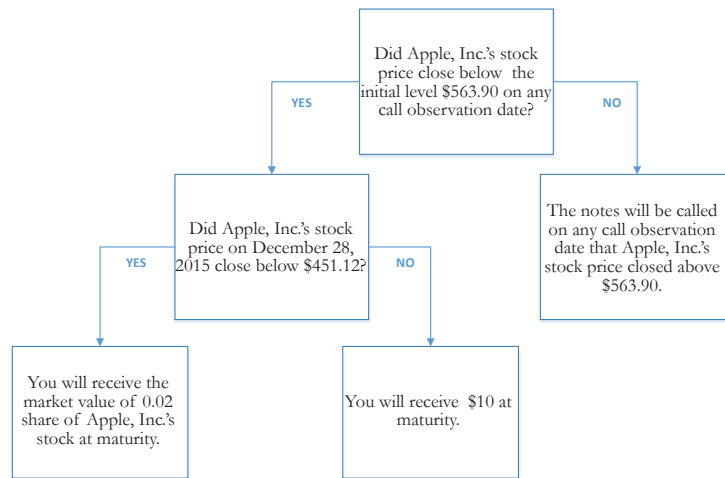 Did Apple, Inc.'s stock
price close below the
initial level $563.90 on any
call observation date?
YES
NO
Did Apple, Inc.'s stock
price on December 28,
2015 close below $451.12?
The notes will be called
on any call observation
date that Apple, Inc.'s
stock price closed above
$563.90.
YES
NO
You will receive the
market value of 0.02
share of Apple, Inc.'s
stock at maturity.
You will receive $10 at
maturity.